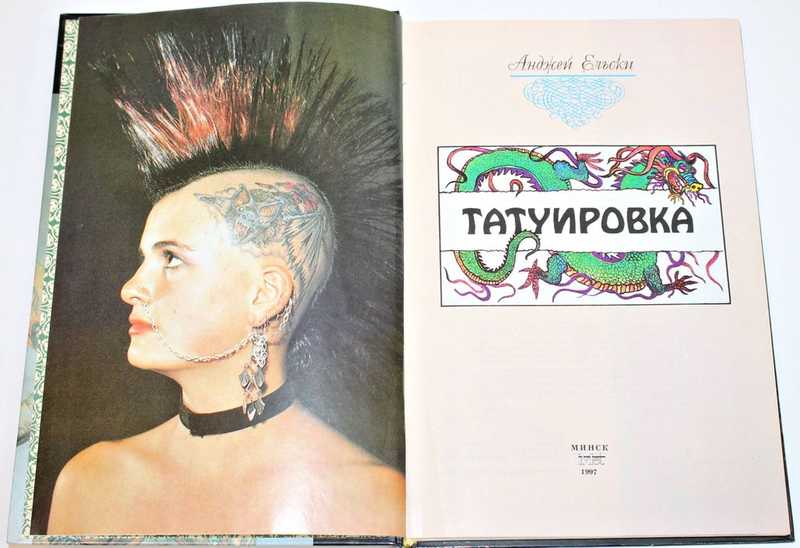 Анджей Ельски
ТАТУИРОВКА
МИНСК
1997